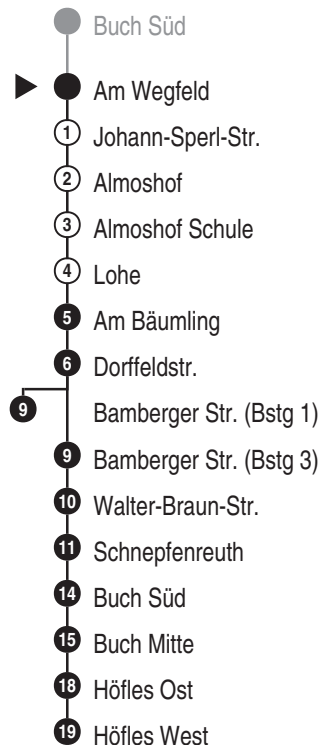 Buch Süd
Am Wegfeld
1 Johann-Sperl-Str.
2 Almoshof
3 Almoshof Schule
4 Lohe
5 Am Bäumling
6 Dorffeldstr.
9 Bamberger Str. (Bstg 1)
9 Bamberger Str. (Bstg 3)
10 Walter-Braun-Str.
11 Schnepfenreuth
14 Buch Süd
15 Buch Mitte
18 Höfles Ost
19 Höfles West